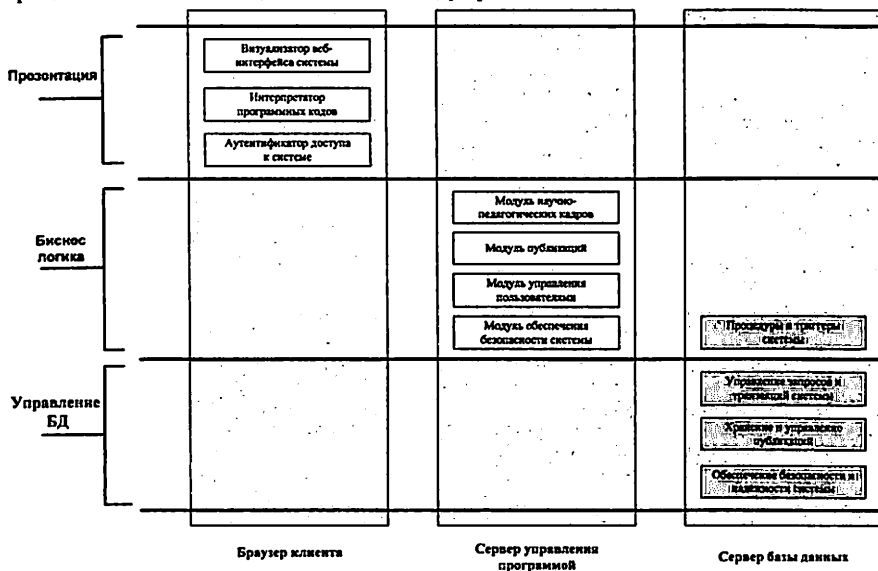 Визуализатор веб-
интерфейса системы
Прозонтация
Интерпретатор
программных кодов
Аутентификатор доступа
к системе
Модуль научно-
педагогических кадров
Бизнос
логика
Модуль публикаций
Модуль управления
пользователями
Модуль обеспечения
безопасности системы
Процедуры и триггеры
системы
Управление
БД
Управление запросов и
транзакций системы
Хранение и управление
публикаций
Обеспечение безопасности и
надежности системы
Браузер клиента
Сервер управления
программой
Сервер базы данных